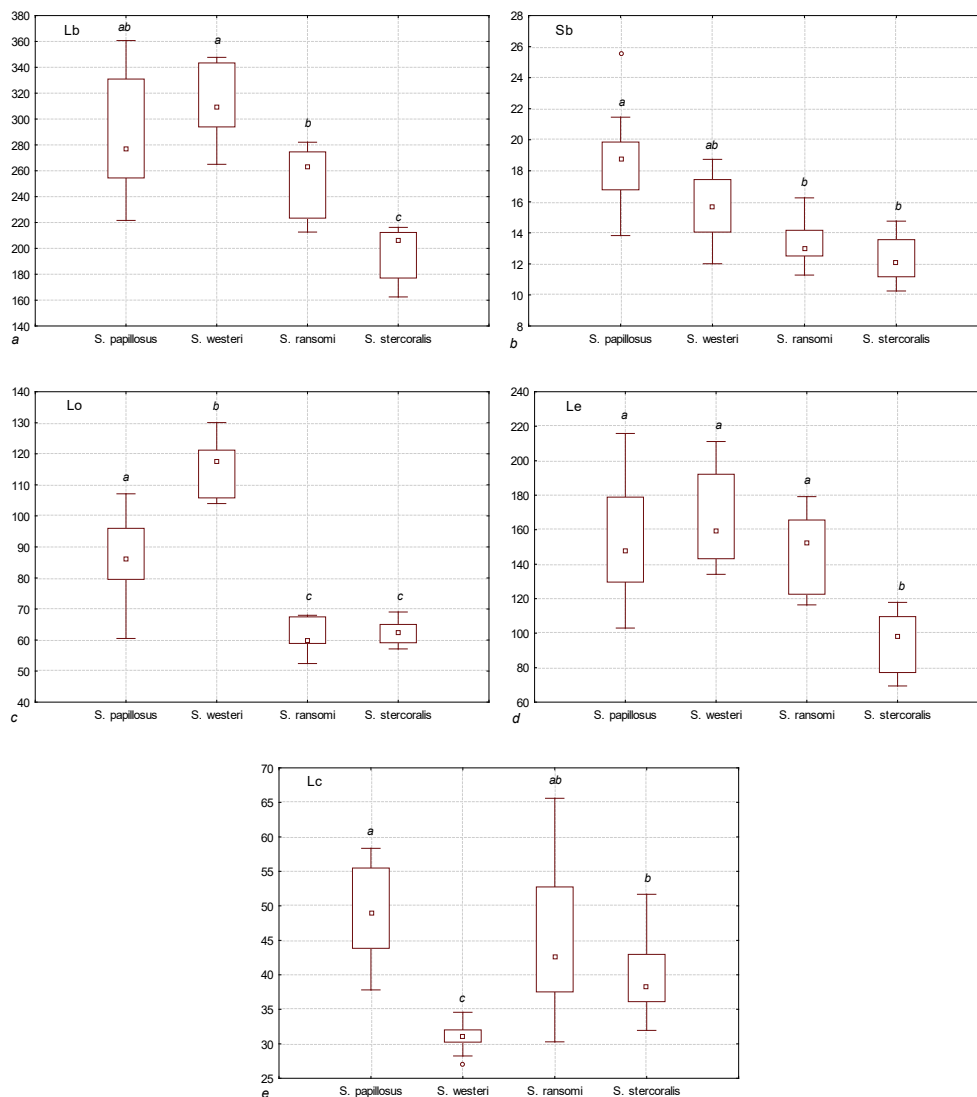 Lb
380
360
340
320
300
280
260
240
220
200
180
160
140
ab
a
b
c
S. papillosus S. westeri S. ransomi S. stercoralis
a
Sb
28
26
24
22
20
18
16
14
12
10
8
a
ab
b
b
S. papillosus S. westeri S. ransomi S. stercoralis
b
Lo
140
130
120
110
100
90
80
70
60
50
40
a
b
c
c
S. papillosus S. westeri S. ransomi S. stercoralis
c
Le
240
220
200
180
160
140
120
100
80
60
a
a
a
b
S. papillosus S. westeri S. ransomi S. stercoralis
d
Lc
70
65
60
55
50
45
40
35
30
25
a
c
ab
b
S. papillosus S. westeri S. ransomi S. stercoralis
e